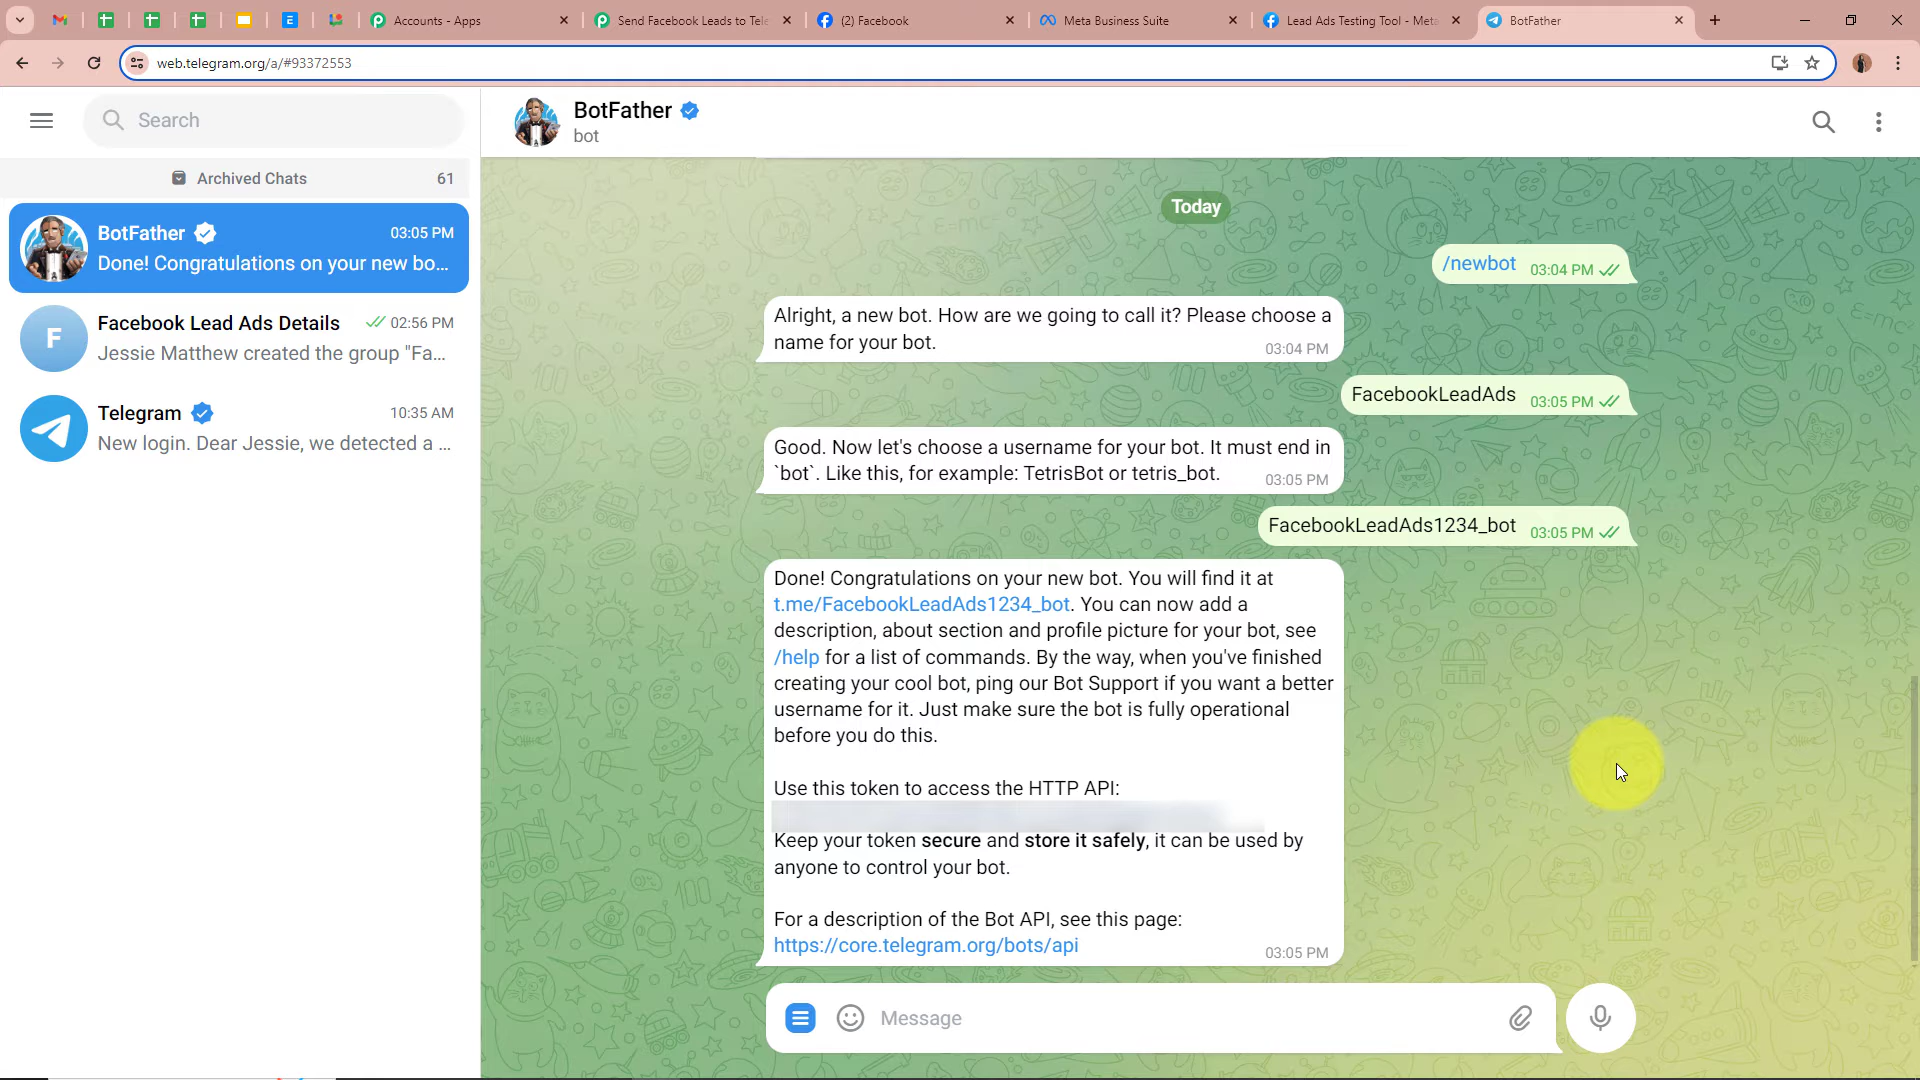 Accounts - Apps
Send Facebook Leads to Tele
(2) Facebook
Meta Business Suite
Lead Ads Testing Tool - Meta
BotFather
web.telegram.org/a/#93372553
Search
Archived Chats 61
BotFather 03:05 PM
Done! Congratulations on your new bo...
F
Facebook Lead Ads Details 02:56 PM
Jessie Matthew created the group "Fa...
Telegram 10:35 AM
New login. Dear Jessie, we detected a ...
BotFather
bot
Today
/newbot 03:04 PM
Alright, a new bot. How are we going to call it? Please choose a
name for your bot. 03:04 PM
FacebookLeadAds 03:05 PM
Good. Now let's choose a username for your bot. It must end in
`bot`. Like this, for example: TetrisBot or tetris_bot. 03:05 PM
FacebookLeadAds1234_bot 03:05 PM
Done! Congratulations on your new bot. You will find it at
t.me/FacebookLeadAds1234_bot. You can now add a
description, about section and profile picture for your bot, see
/help for a list of commands. By the way, when you've finished
creating your cool bot, ping our Bot Support if you want a better
username for it. Just make sure the bot is fully operational
before you do this.
Use this token to access the HTTP API:
Keep your token secure and store it safely, it can be used by
anyone to control your bot.
For a description of the Bot API, see this page:
https://core.telegram.org/bots/api 03:05 PM
Message